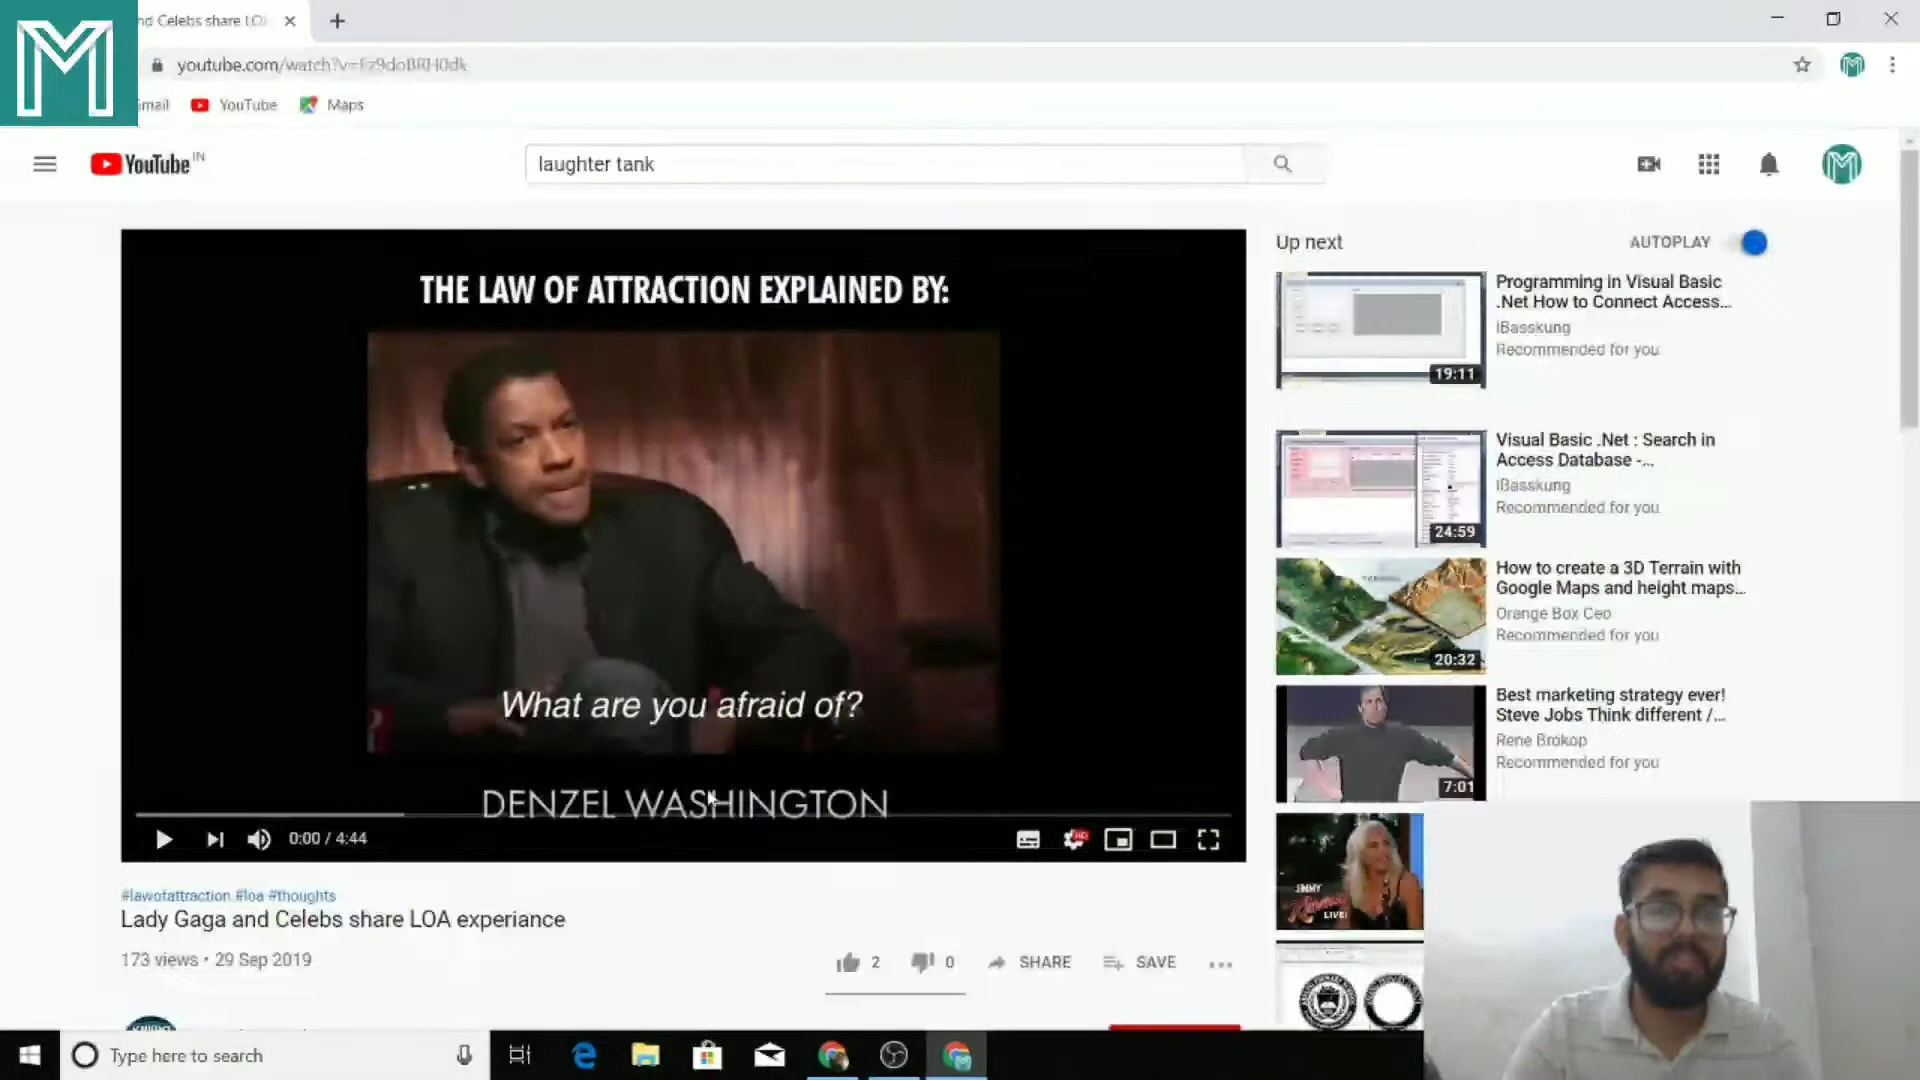 nd Celebs share LO
youtube.com/watch?v=Fz9doBRH0dk
mail
YouTube
Maps
YouTube IN
laughter tank
THE LAW OF ATTRACTION EXPLAINED BY:
What are you afraid of?
DENZEL WASHINGTON
0:00 / 4:44
HD
#lawofattraction #loa #thoughts
Lady Gaga and Celebs share LOA experiance
173 views • 29 Sep 2019
2
0
SHARE
SAVE
Up next
AUTOPLAY
Programming in Visual Basic
.Net How to Connect Access...
iBasskung
Recommended for you
19:11
Visual Basic .Net : Search in
Access Database -...
iBasskung
Recommended for you
24:59
How to create a 3D Terrain with
Google Maps and height maps...
Orange Box Ceo
Recommended for you
20:32
Best marketing strategy ever!
Steve Jobs Think different /...
Rene Brokop
Recommended for you
7:01
JIMMY
Kimmel
LIVE!
Type here to search